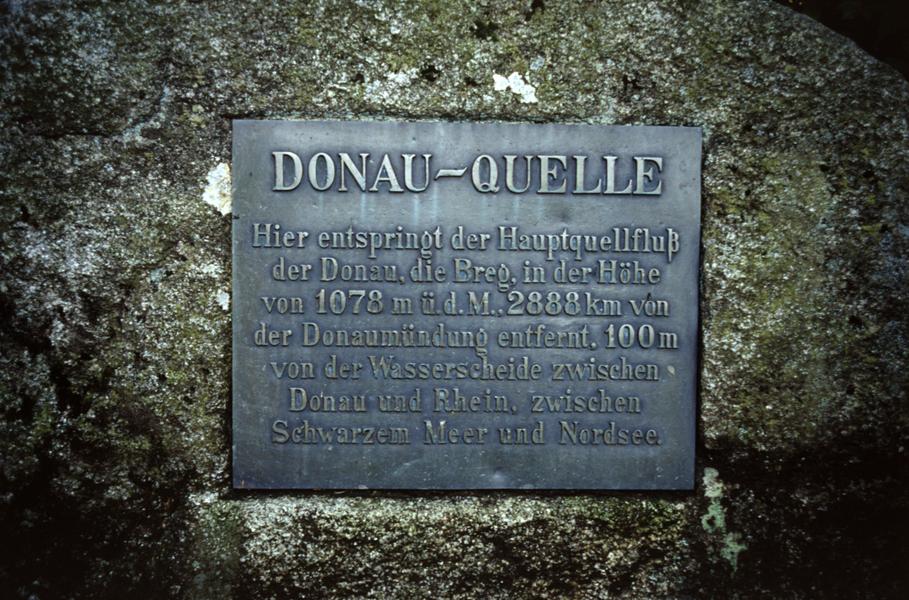 DONAU-QUELLE
Hier entspringt der Hauptquellfluß
der Donau, die Breg, in der Höhe
von 1078 m ü.d.M., 2888 km von
der Donaumündung entfernt, 100 m
von der Wasserscheide zwischen
Donau und Rhein, zwischen
Schwarzem Meer und Nordsee.